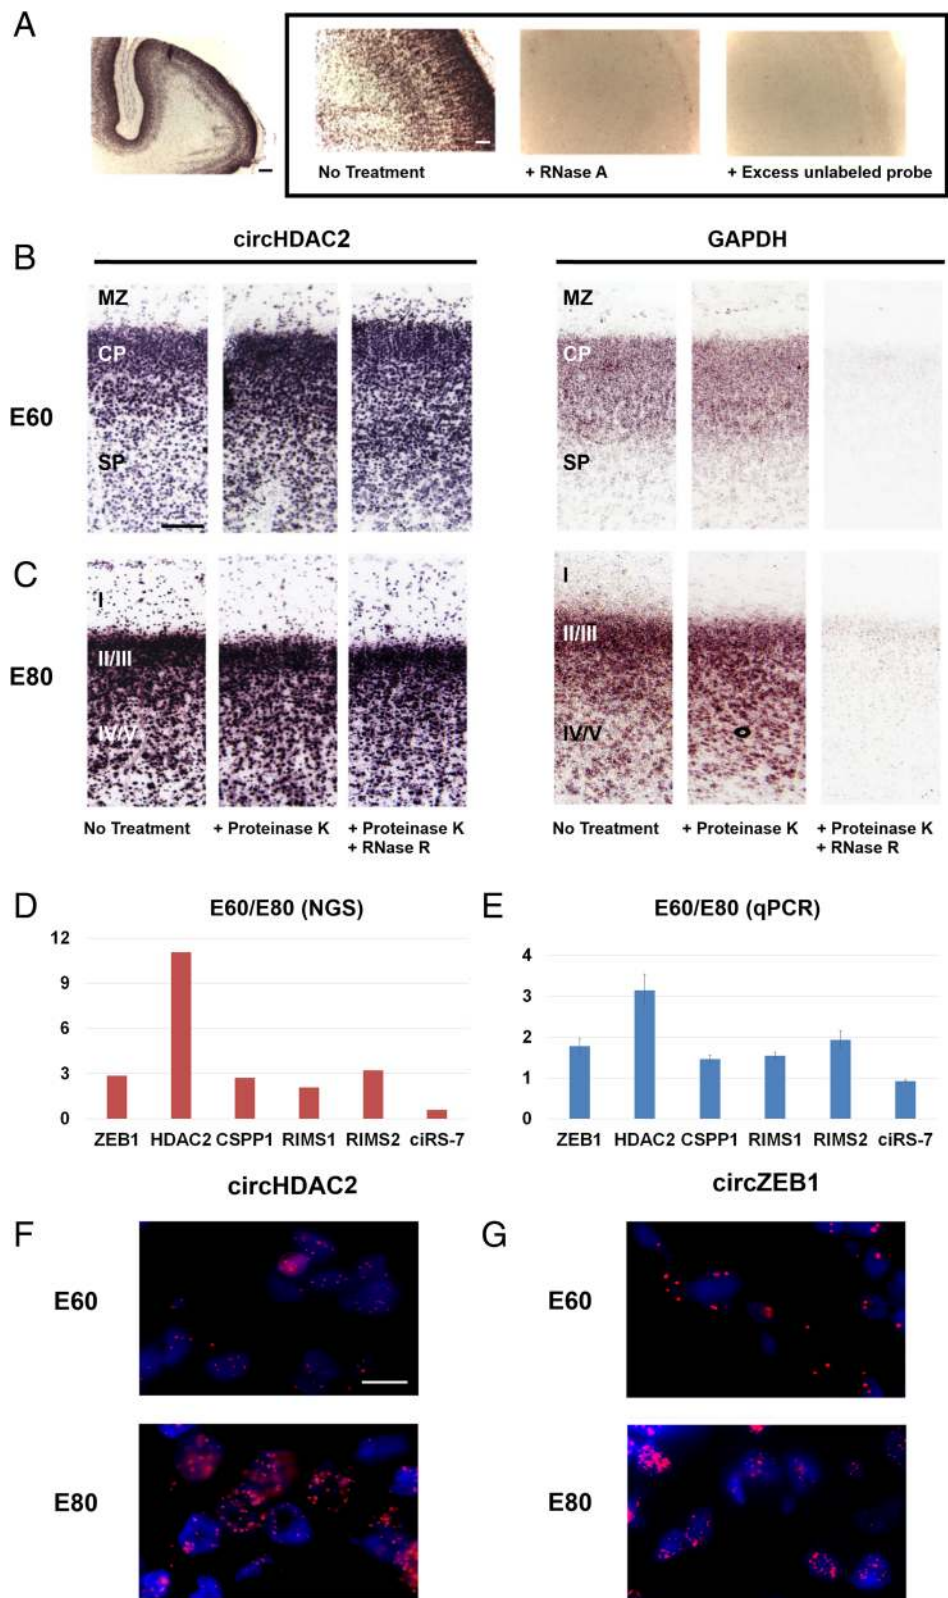 A
No Treatment
+ RNase A
+ Excess unlabeled probe
circHDAC2
GAPDH
B
MZ
CP
SP
MZ
CP
SP
E60
C
I
II/III
IV/V
I
II/III
IV/V
E80
No Treatment
+ Proteinase K
+ Proteinase K
+ RNase R
No Treatment
+ Proteinase K
+ Proteinase K
+ RNase R
D
E60/E80 (NGS)
12
9
6
3
0
ZEB1 HDAC2 CSPP1 RIMS1 RIMS2 ciRS-7
E
E60/E80 (qPCR)
4
3
2
1
0
ZEB1 HDAC2 CSPP1 RIMS1 RIMS2 ciRS-7
circHDAC2
circZEB1
F
E60
E80
G
E60
E80